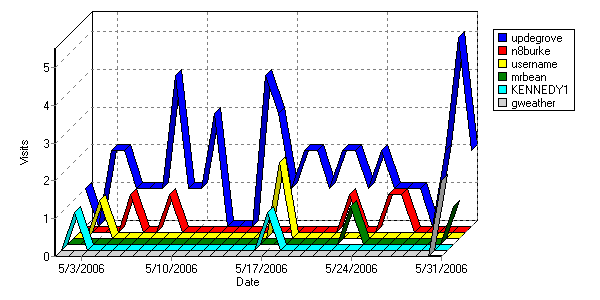 updegrove
n8burke
username
mrbean
KENNEDY1
gweather
5
4
3
2
1
0
Visits
5/3/2006 5/10/2006 5/17/2006 5/24/2006 5/31/2006
Date